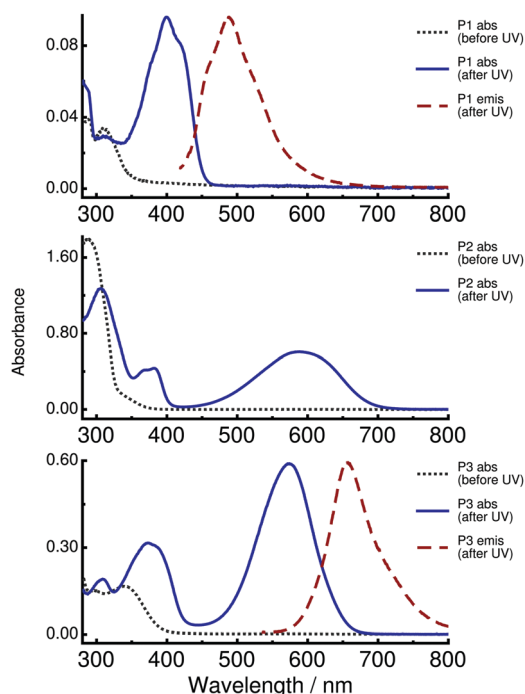 P1 abs
(before UV)
P1 abs
(after UV)
P1 emis
(after UV)
0.08
0.04
0.00
300 400 500 600 700 800
P2 abs
(before UV)
P2 abs
(after UV)
1.60
0.80
0.00
300 400 500 600 700 800
Absorbance
P3 abs
(before UV)
P3 abs
(after UV)
P3 emis
(after UV)
0.60
0.30
0.00
300 400 500 600 700 800
Wavelength / nm